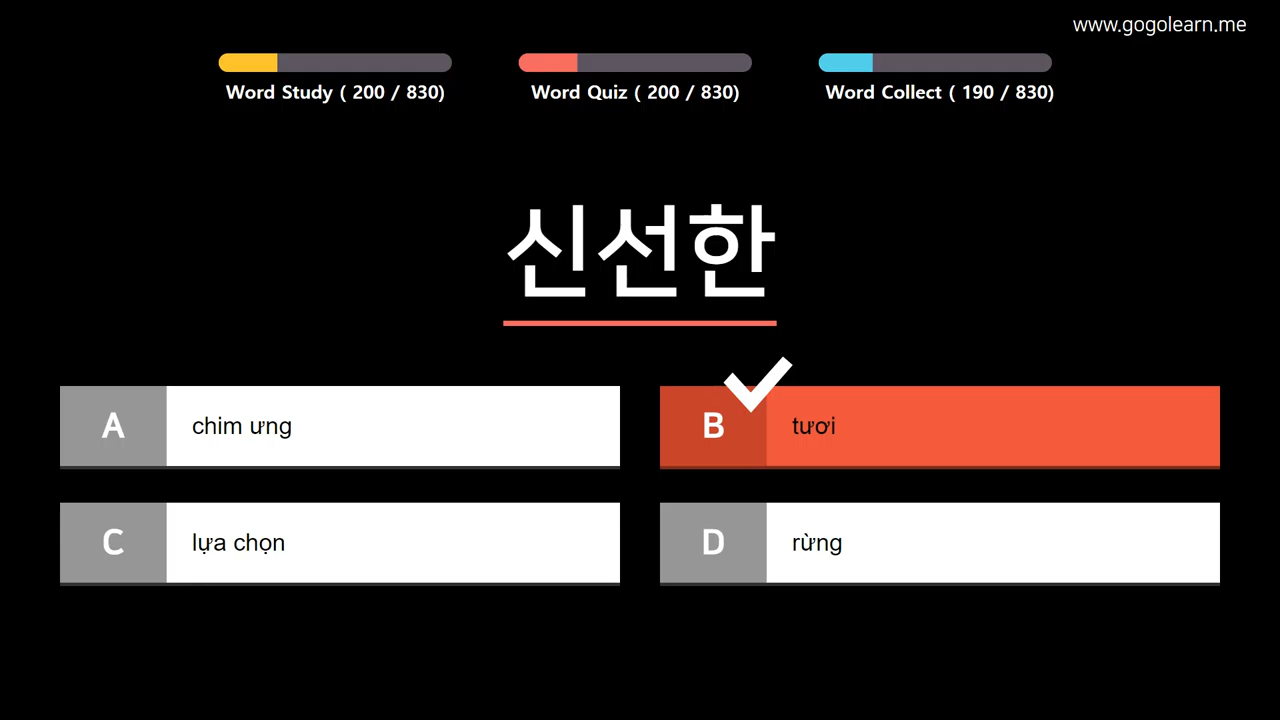 www.gogolearn.me
Word Study ( 200 / 830)
Word Quiz ( 200 / 830)
Word Collect ( 190 / 830)
신선한
A
chim ưng
B
tươi
C
lựa chọn
D
rừng